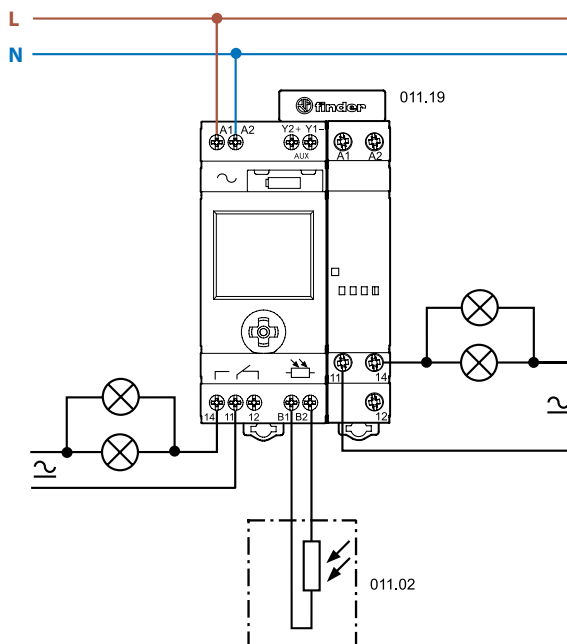 L
N
finder
011.19
A1 A2 Y2+ Y1-
AUX
A1 A2
11 14
12
14 11 12 B1 B2
011.02